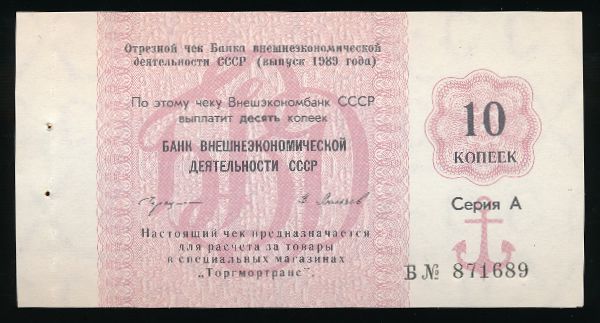 Отрезной чек Банка внешнеэкономической
деятельности СССР (выпуск 1989 года)
По этому чеку Внешэкономбанк СССР
выплатит десять копеек
БАНК ВНЕШНЕЭКОНОМИЧЕСКОЙ
ДЕЯТЕЛЬНОСТИ СССР
Настоящий чек предназначается
для расчета за товары
в специальных магазинах
„Торгмортранс".
10
КОПЕЕК
Серия А
Б № 871689